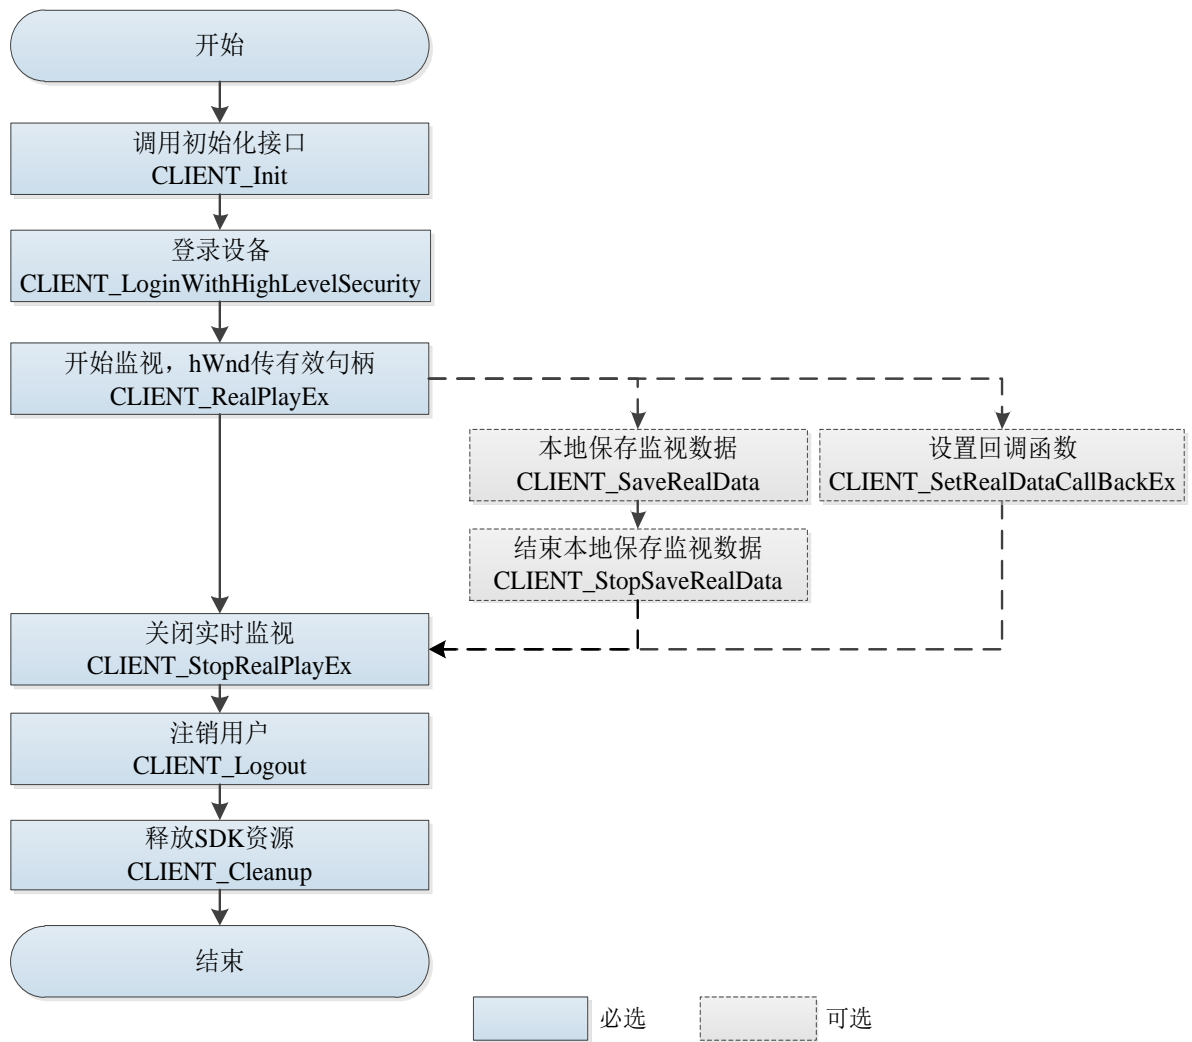 开始
调用初始化接口
CLIENT_Init
登录设备
CLIENT_LoginWithHighLevelSecurity
开始监视，hWnd传有效句柄
CLIENT_RealPlayEx
本地保存监视数据
CLIENT_SaveRealData
设置回调函数
CLIENT_SetRealDataCallBackEx
结束本地保存监视数据
CLIENT_StopSaveRealData
关闭实时监视
CLIENT_StopRealPlayEx
注销用户
CLIENT_Logout
释放SDK资源
CLIENT_Cleanup
结束
必选
可选